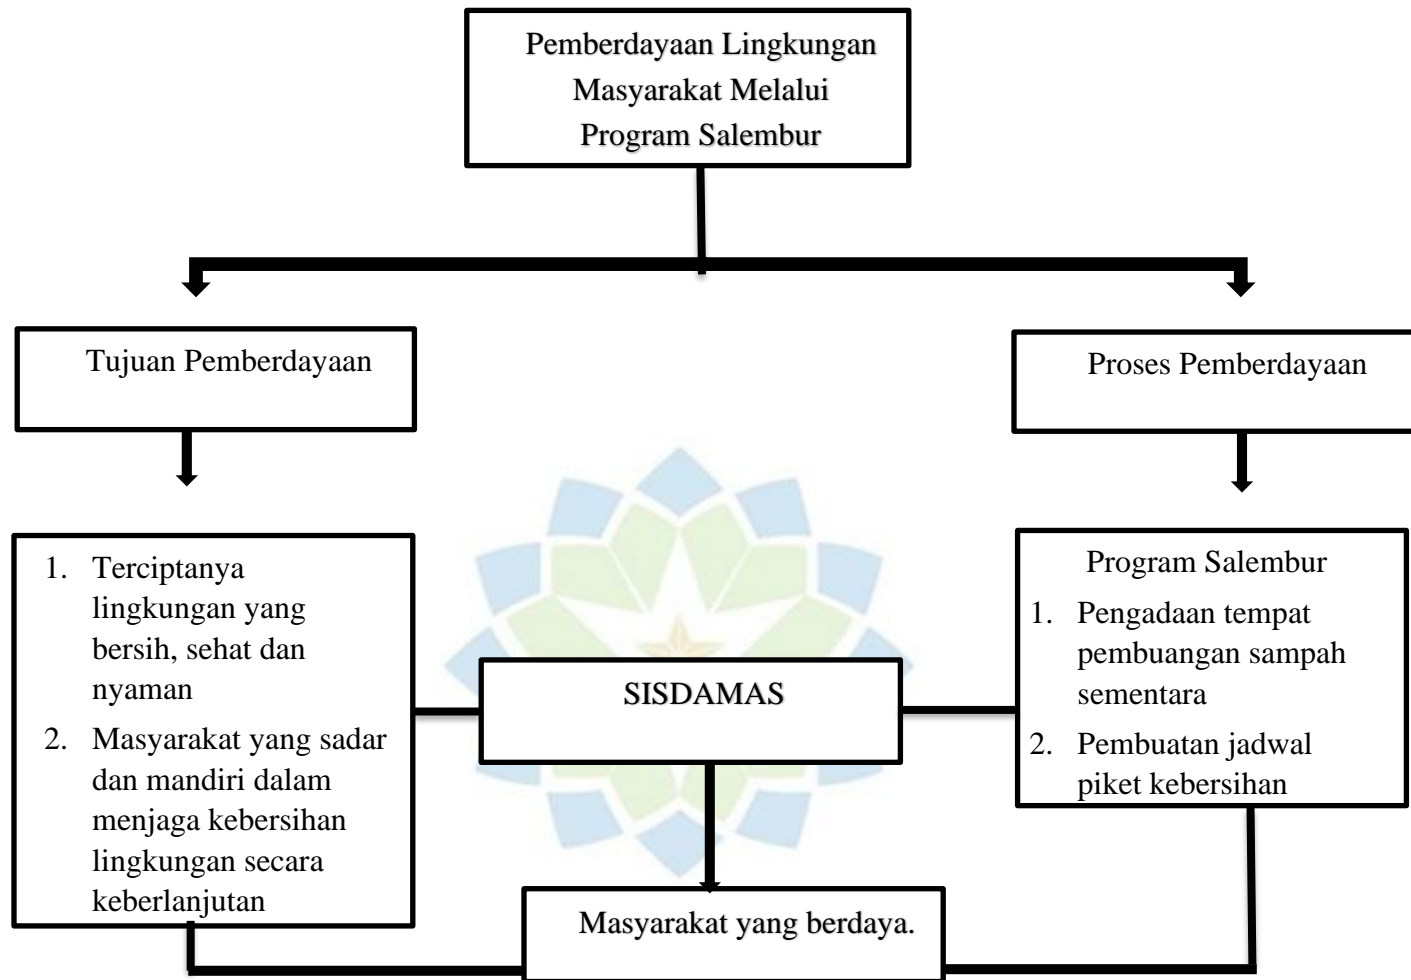 Pemberdayaan Lingkungan
Masyarakat Melalui
Program Salembur
Tujuan Pemberdayaan
Proses Pemberdayaan
1. Terciptanya
lingkungan yang
bersih, sehat dan
nyaman
2. Masyarakat yang sadar
dan mandiri dalam
menjaga kebersihan
lingkungan secara
keberlanjutan
SISDAMAS
Program Salembur
1. Pengadaan tempat
pembuangan sampah
sementara
2. Pembuatan jadwal
piket kebersihan
Masyarakat yang berdaya.